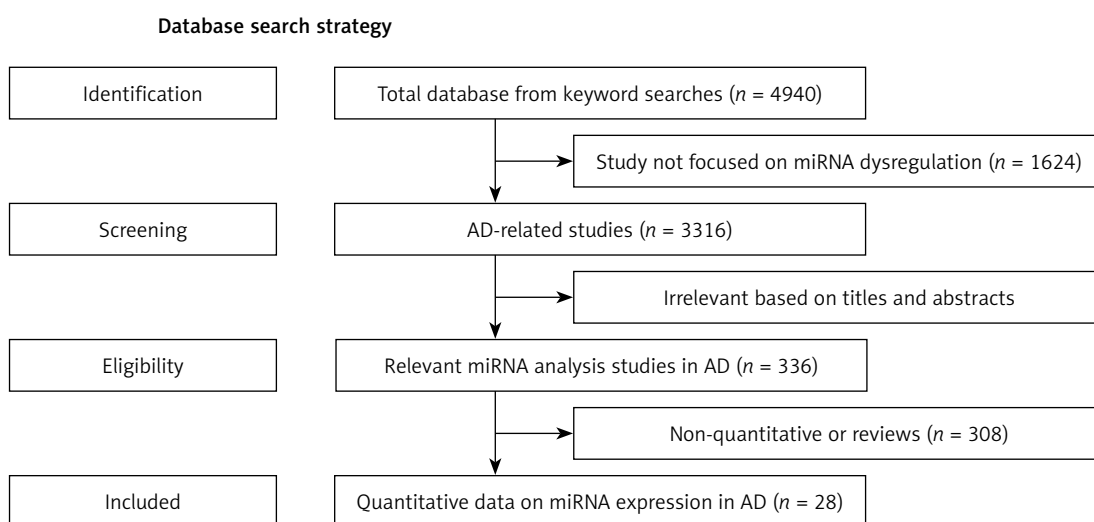 Database search strategy
Identification
Total database from keyword searches (n = 4940)
Study not focused on miRNA dysregulation (n = 1624)
Screening
AD-related studies (n = 3316)
Irrelevant based on titles and abstracts
Eligibility
Relevant miRNA analysis studies in AD (n = 336)
Non-quantitative or reviews (n = 308)
Included
Quantitative data on miRNA expression in AD (n = 28)